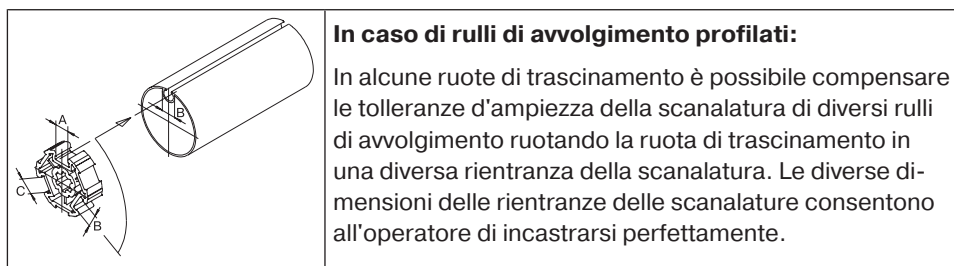 In caso di rulli di avvolgimento profilati:
In alcune ruote di trascinamento è possibile compensare
le tolleranze d'ampiezza della scanalatura di diversi rulli
di avvolgimento ruotando la ruota di trascinamento in
una diversa rientranza della scanalatura. Le diverse di-
mensioni delle rientranze delle scanalature consentono
all'operatore di incastrarsi perfettamente.
A
B
C
B